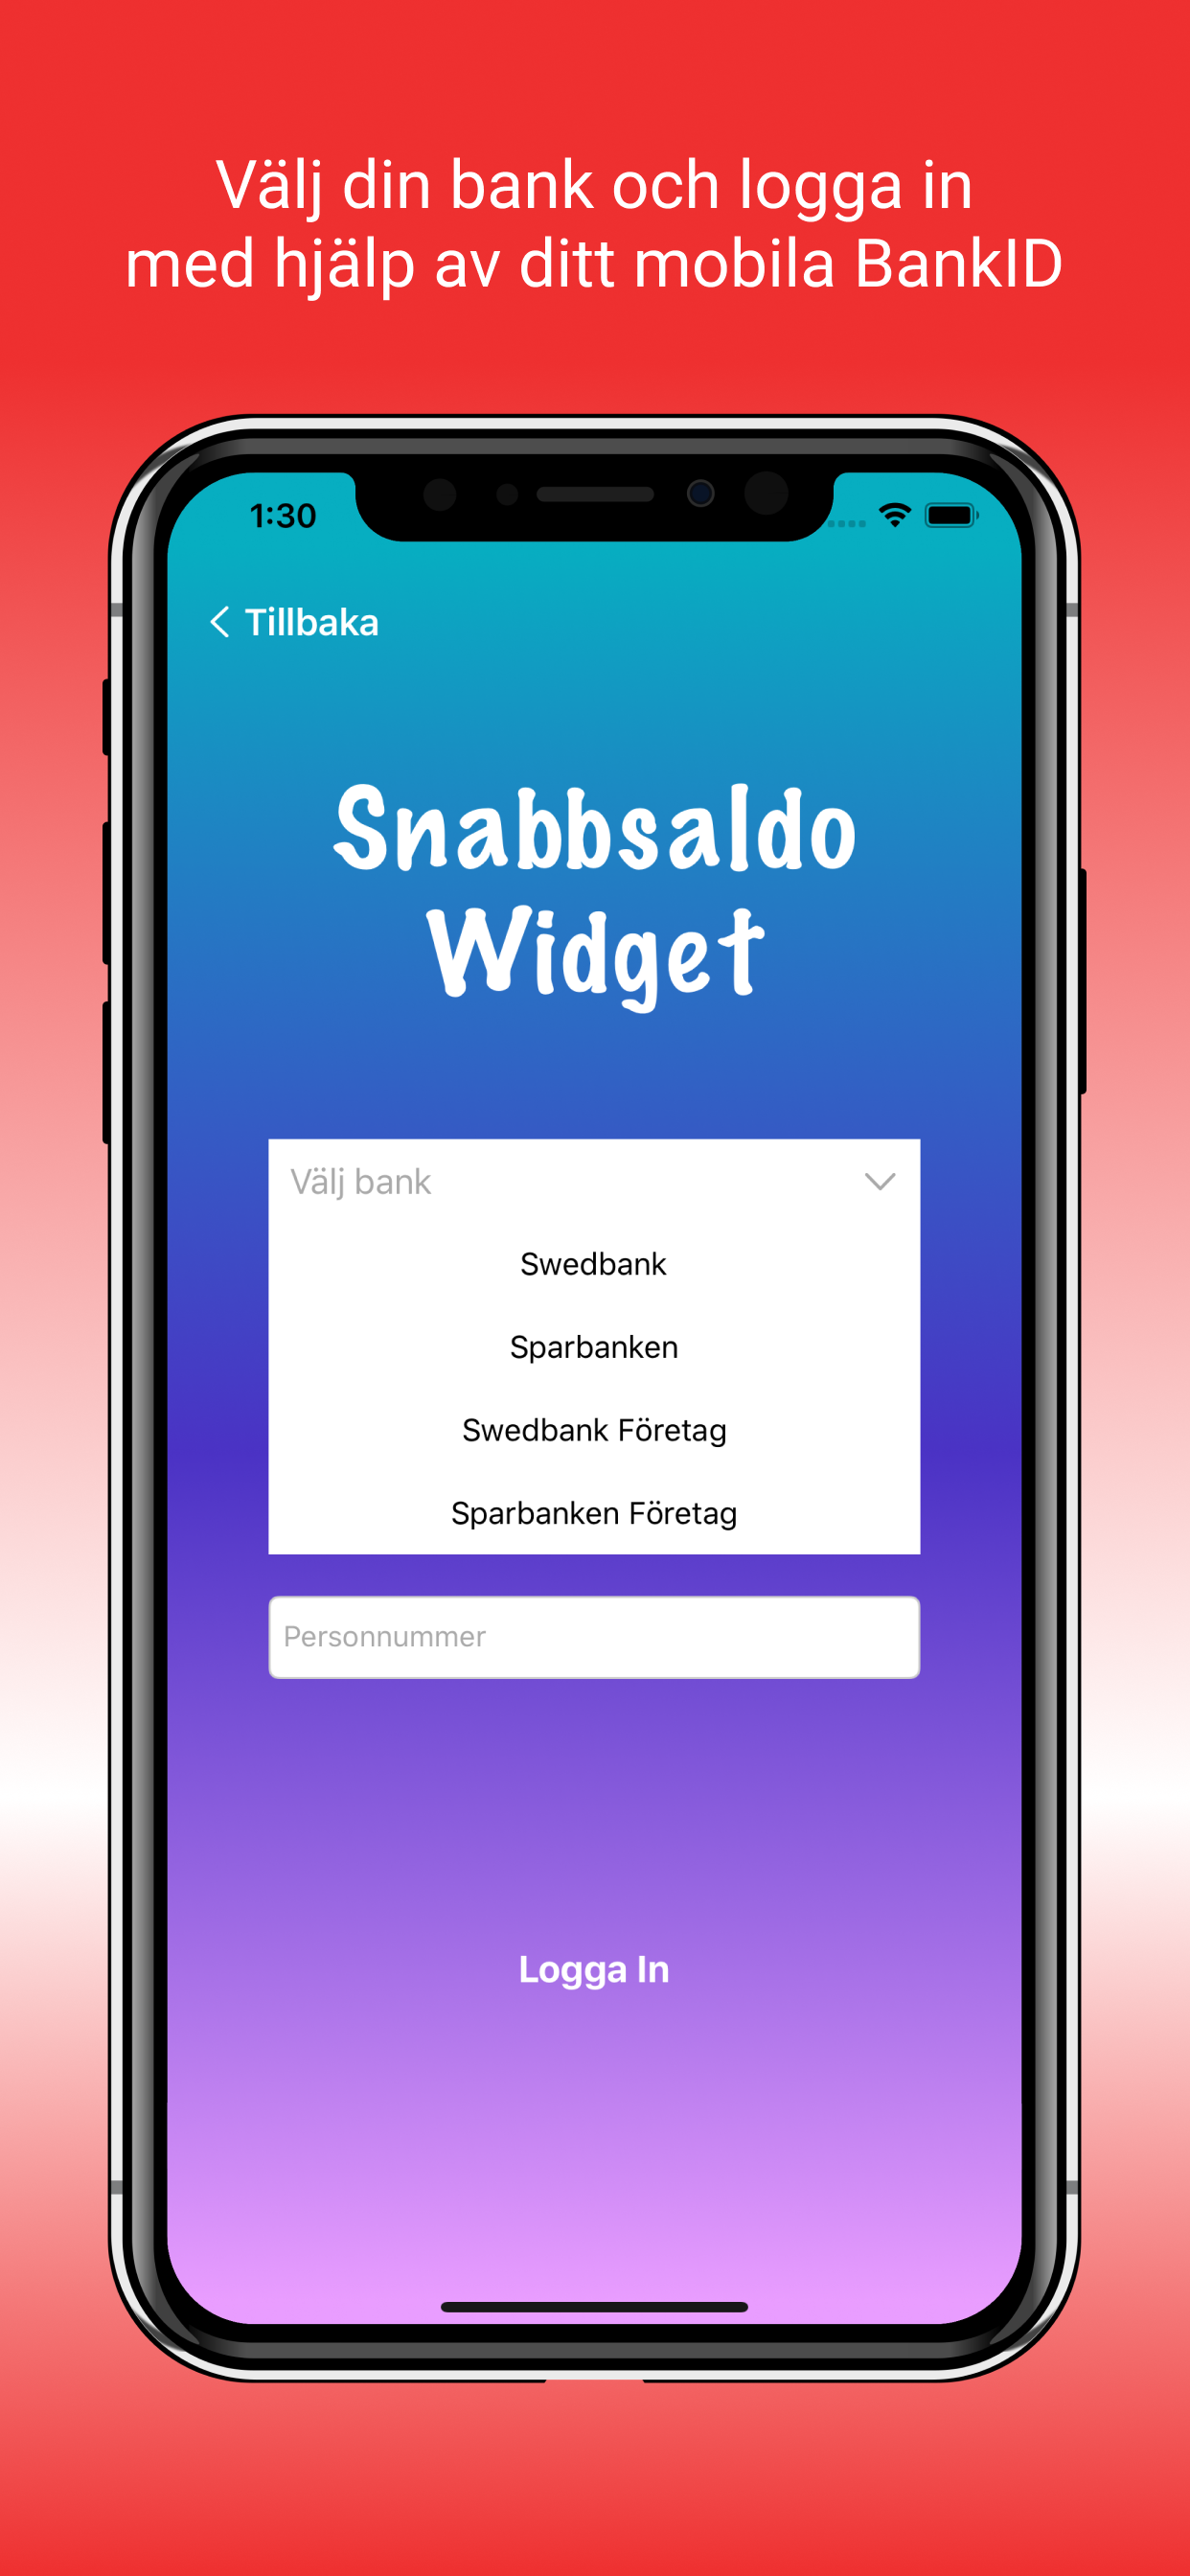 Välj din bank och logga in
med hjälp av ditt mobila BankID
1:30
Tillbaka
Snabbsaldo
Widget
Välj bank
Swedbank
Sparbanken
Swedbank Företag
Sparbanken Företag
Personnummer
Logga In